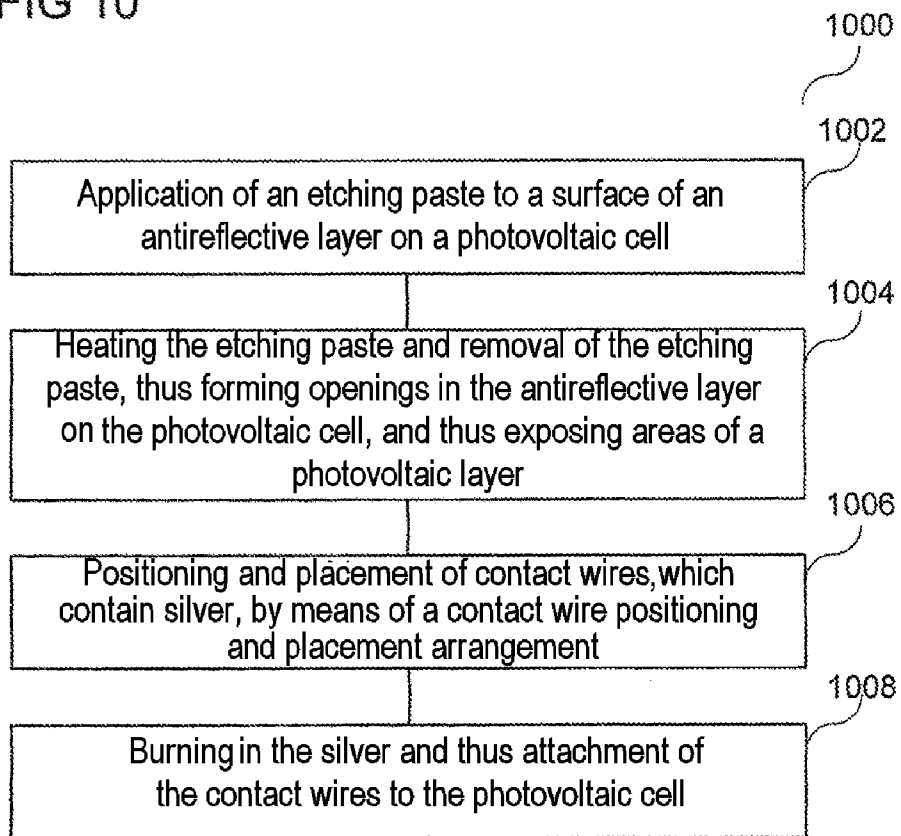 FIG 10
1000
1002
Application of an etching paste to a surface of an
antireflective layer on a photovoltaic cell
1004
Heating the etching paste and removal of the etching
paste, thus forming openings in the antireflective layer
on the photovoltaic cell, and thus exposing areas of a
photovoltaic layer
1006
Positioning and placement of contact wires,which
contain silver, by means of a contact wire positioning
and placement arrangement
1008
Burning in the silver and thus attachment of
the contact wires to the photovoltaic cell